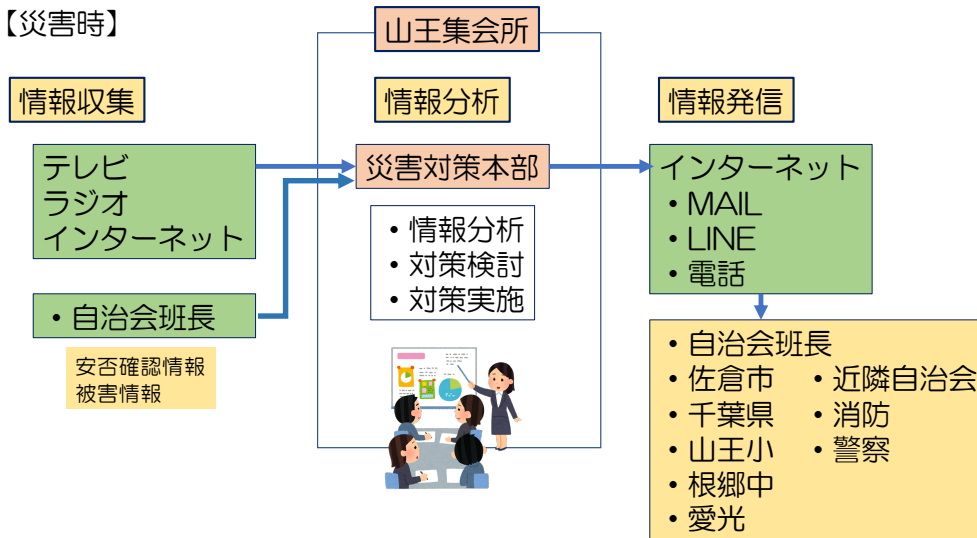 【災害時】
山王集会所
情報収集
情報分析
情報発信
テレビ
ラジオ
インターネット
・自治会班長
安否確認情報
被害情報
災害対策本部
・情報分析
・対策検討
・対策実施
インターネット
・MAIL
・LINE
・電話
・自治会班長
・佐倉市 ・近隣自治会
・千葉県 ・消防
・山王小 ・警察
・根郷中
・愛光